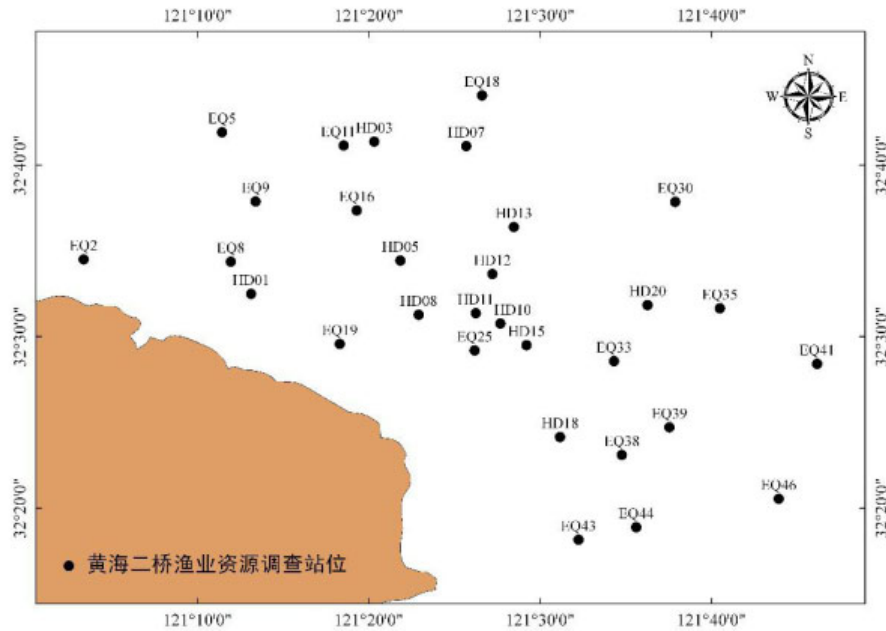 121°10'0" 121°20'0" 121°30'0" 121°40'0"
N
W E
S
EQ18
EQ5
EQ11 HD03 HD07
32°40'0" 32°40'0"
EQ9 EQ30
EQ16
HD13
EQ2 EQ8 HD05
HD12
HD01
HD20 EQ35
HD08 HD11
HD10
32°30'0" 32°30'0"
EQ19 EQ25 HD15
EQ33 EQ41
EQ39
HD18
EQ38
EQ46
32°20'0" 32°20'0"
EQ43 EQ44
黄海二桥渔业资源调查站位
121°10'0" 121°20'0" 121°30'0" 121°40'0"